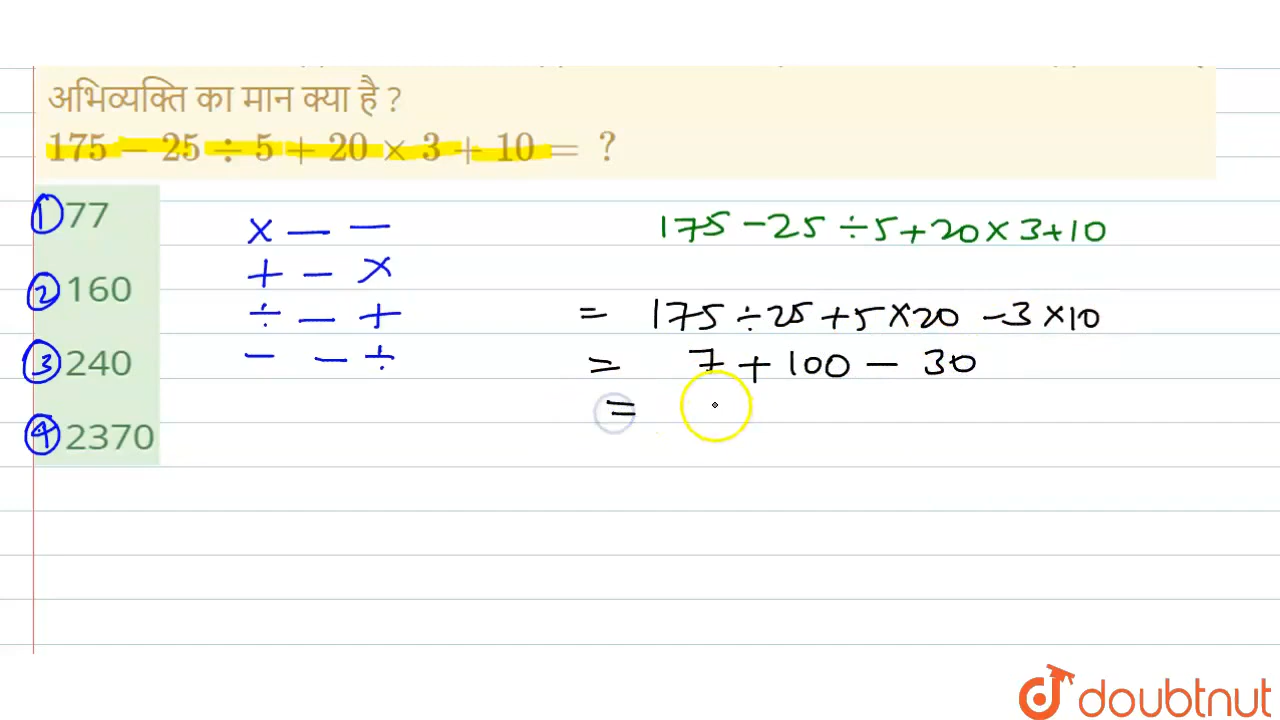 अभिव्यक्ति का मान क्या है ?
175 − 25 ÷ 5 + 20 × 3 + 10 = ?
① 77
② 160
③ 240
④ 2370
× — —
+ — ×
÷ — +
— — ÷
175 − 25 ÷ 5 + 20 × 3 + 10
= 175 ÷ 25 + 5 × 20 − 3 × 10
= 7 + 100 − 30
=
doubtnut